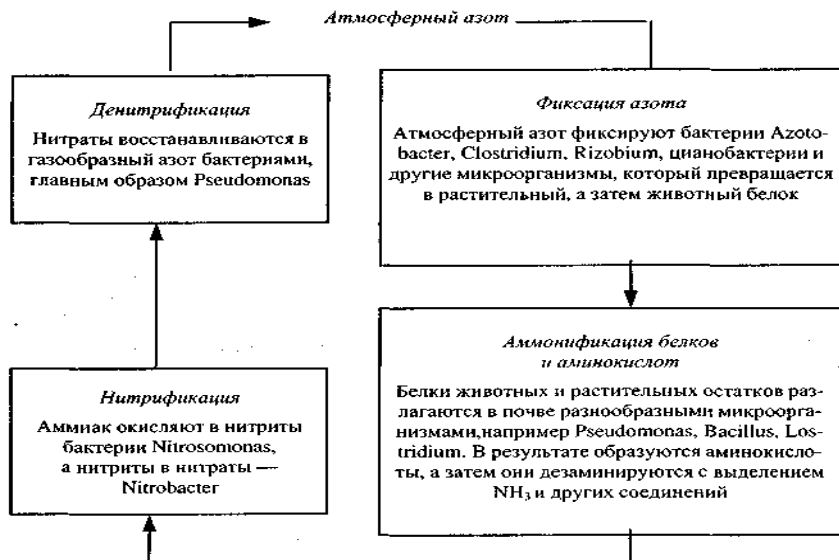 Атмосферный азот
Денитрификация
Нитраты восстанавливаются в
газообразный азот бактериями,
главным образом Pseudomonas
Фиксация азота
Атмосферный азот фиксируют бактерии Azoto-
bacter, Clostridium, Rizobium, цианобактерии и
другие микроорганизмы, который превращается
в растительный, а затем животный белок
Нитрификация
Аммиак окисляют в нитриты
бактерии Nitrosomonas,
а нитриты в нитраты —
Nitrobacter
Аммонификация белков
и аминокислот
Белки животных и растительных остатков раз-
лагаются в почве разнообразными микроорга-
низмами,например Pseudomonas, Bacillus, Los-
tridium. В результате образуются аминокисло-
ты, а затем они дезаминируются с выделением
NH₃ и других соединений